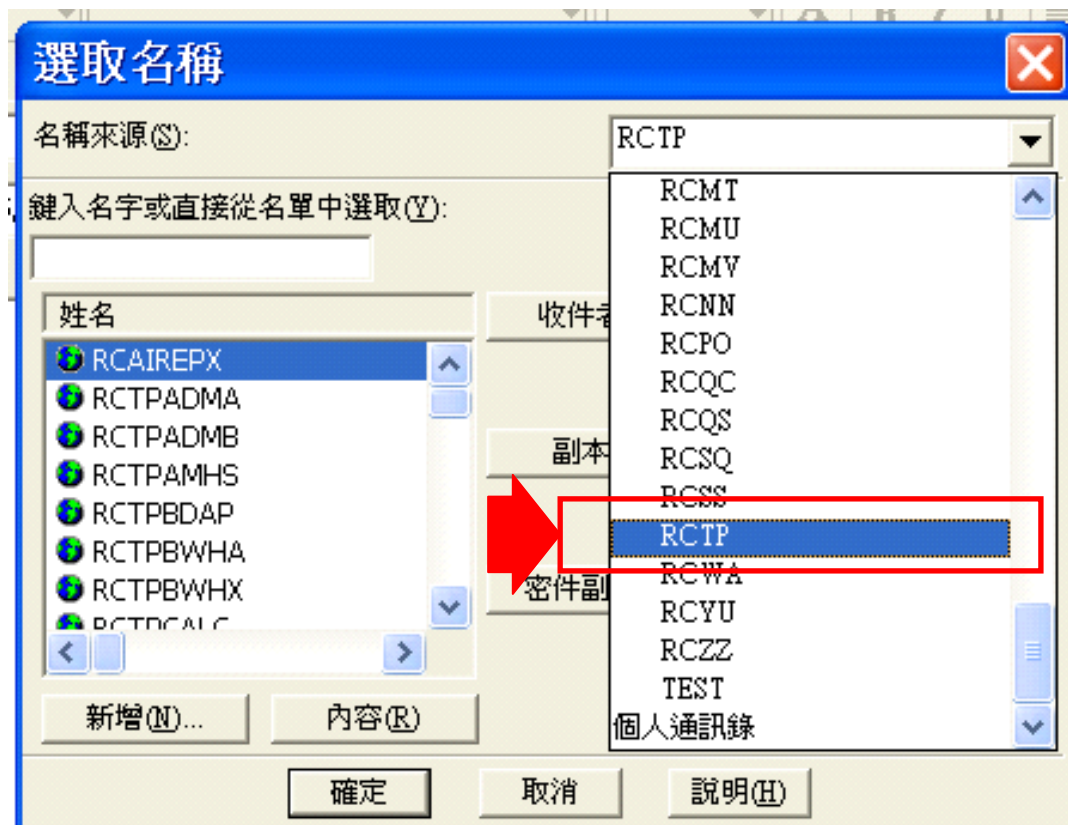 選取名稱
名稱來源(S):
RCTP
鍵入名字或直接從名單中選取(Y):
姓名
RCAIREPX
RCTPADMA
RCTPADMB
RCTPAMHS
RCTPBDAP
RCTPBWHA
RCTPBWHX
收件者
副本
密件副
RCMT
RCMU
RCMV
RCNN
RCPO
RCQC
RCQS
RCSQ
RCSS
RCTP
RCWA
RCYU
RCZZ
TEST
個人通訊錄
新增(N)...
內容(R)
確定
取消
說明(H)